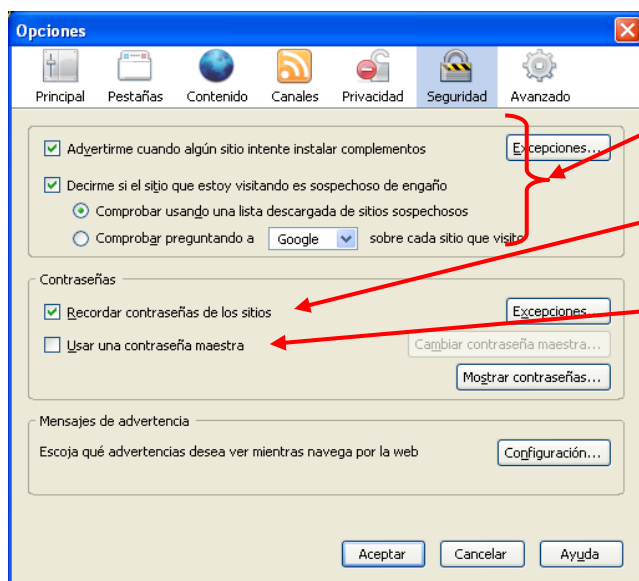 Opciones
Principal Pestañas Contenido Canales Privacidad Seguridad Avanzado
Advertirme cuando algún sitio intente instalar complementos Excepciones...
Decirme si el sitio que estoy visitando es sospechoso de engaño
Comprobar usando una lista descargada de sitios sospechosos
Comprobar preguntando a Google sobre cada sitio que visito
Contraseñas
Recordar contraseñas de los sitios Excepciones...
Usar una contraseña maestra Cambiar contraseña maestra...
Mostrar contraseñas...
Mensajes de advertencia
Escoja qué advertencias desea ver mientras navega por la web Configuración...
Aceptar Cancelar Ayuda